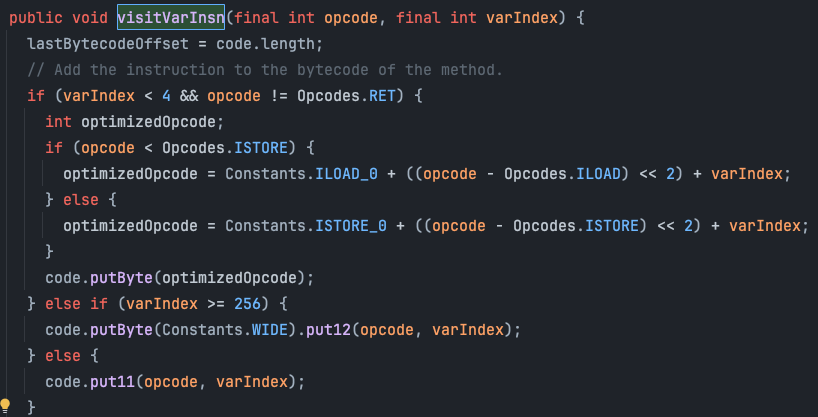 public void visitVarInsn(final int opcode, final int varIndex) {
lastBytecodeOffset = code.length;
// Add the instruction to the bytecode of the method.
if (varIndex < 4 && opcode != Opcodes.RET) {
int optimizedOpcode;
if (opcode < Opcodes.ISTORE) {
optimizedOpcode = Constants.ILOAD_0 + ((opcode - Opcodes.ILOAD) << 2) + varIndex;
} else {
optimizedOpcode = Constants.ISTORE_0 + ((opcode - Opcodes.ISTORE) << 2) + varIndex;
}
code.putByte(optimizedOpcode);
} else if (varIndex >= 256) {
code.putByte(Constants.WIDE).put12(opcode, varIndex);
} else {
code.put11(opcode, varIndex);
}